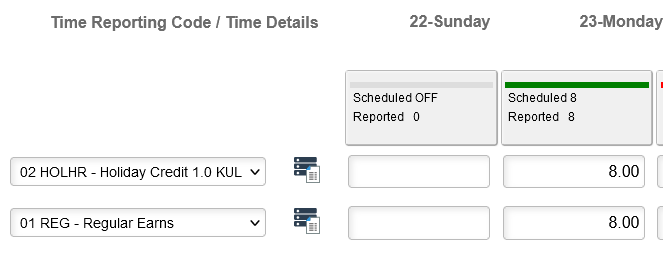 Time Reporting Code / Time Details 22-Sunday 23-Monday
Scheduled OFF Scheduled 8
Reported 0 Reported 8
02 HOLHR - Holiday Credit 1.0 KUL 8.00
01 REG - Regular Earns 8.00